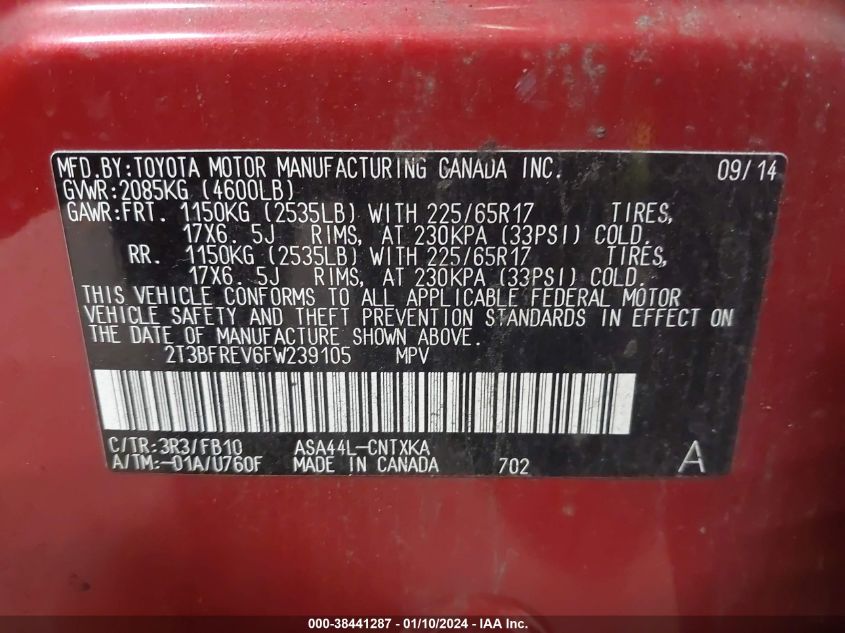 MFD.BY:TOYOTA MOTOR MANUFACTURING CANADA INC. 09/14
GVWR:2085KG (4600LB)
GAWR:FRT. 1150KG (2535LB) WITH 225/65R17 TIRES,
17X6. 5J RIMS, AT 230KPA (33PSI) COLD.
RR. 1150KG (2535LB) WITH 225/65R17 TIRES,
17X6. 5J RIMS, AT 230KPA (33PSI) COLD.
THIS VEHICLE CONFORMS TO ALL APPLICABLE FEDERAL MOTOR
VEHICLE SAFETY AND THEFT PREVENTION STANDARDS IN EFFECT ON
THE DATE OF MANUFACTURE SHOWN ABOVE.
2T3BFREV6FW239105 MPV
C/TR:3R3/FB10 ASA44L-CNTXKA
A/TM:-01A/U760F MADE IN CANADA 702 A
000-38441287 - 01/10/2024 - IAA Inc.